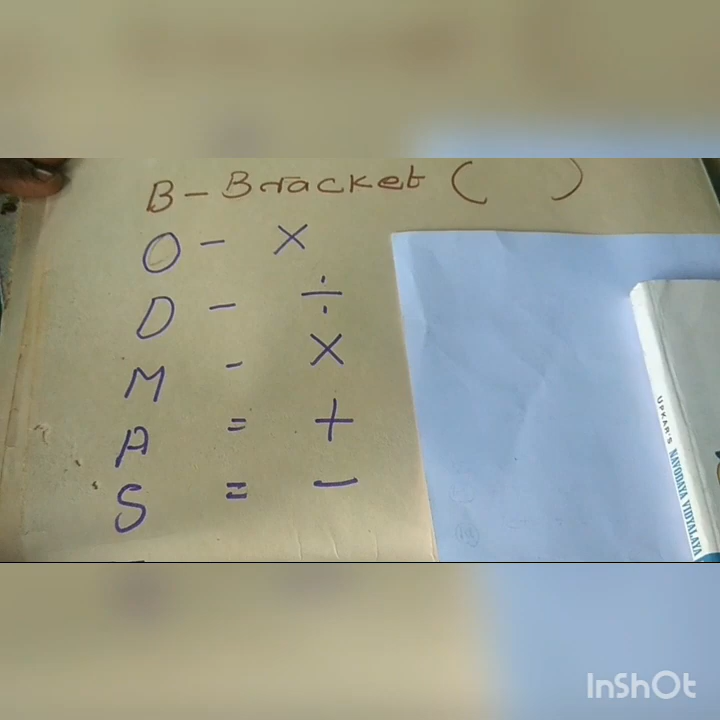 B - Bracket ( )
O - ×
D - ÷
M - ×
A = +
S = -
UPKAR'S NAVODAYA VIDYALAYA
InShOt